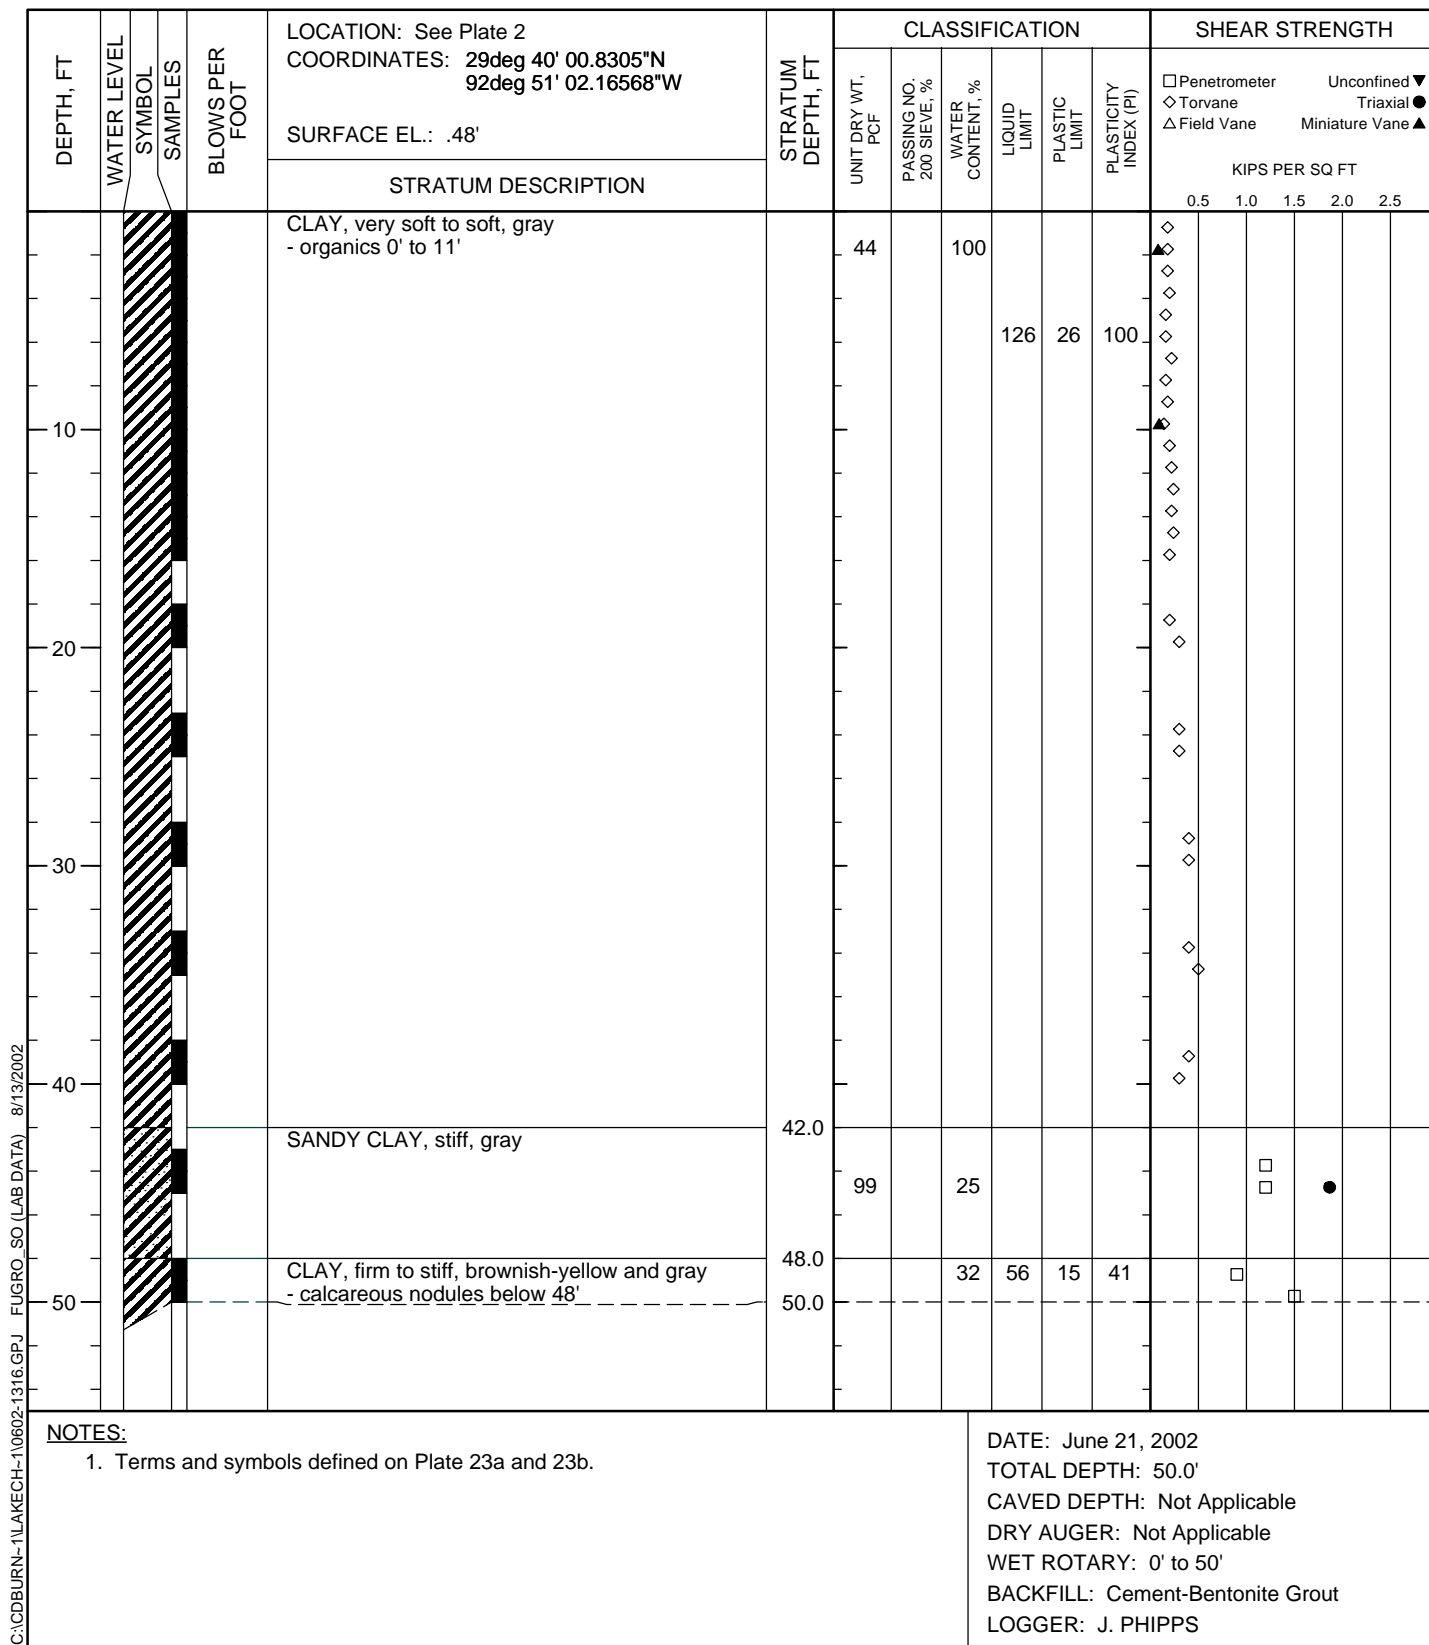 DEPTH, FT
WATER LEVEL
SYMBOL
SAMPLES
BLOWS PER
FOOT
LOCATION: See Plate 2
COORDINATES: 29deg 40' 00.8305"N
92deg 51' 02.16568"W
SURFACE EL.: .48'
STRATUM DESCRIPTION
STRATUM
DEPTH, FT
CLASSIFICATION
UNIT DRY WT,
PCF
PASSING NO.
200 SIEVE, %
WATER
CONTENT, %
LIQUID
LIMIT
PLASTIC
LIMIT
PLASTICITY
INDEX (PI)
SHEAR STRENGTH
□ Penetrometer Unconfined ▼
◇ Torvane Triaxial ●
△ Field Vane Miniature Vane ▲
KIPS PER SQ FT
0.5 1.0 1.5 2.0 2.5
CLAY, very soft to soft, gray
- organics 0' to 11'
44 100
126 26 100
10
20
30
40
42.0
SANDY CLAY, stiff, gray
99 25
48.0
CLAY, firm to stiff, brownish-yellow and gray
- calcareous nodules below 48'
32 56 15 41
50
50.0
NOTES:
1. Terms and symbols defined on Plate 23a and 23b.
DATE: June 21, 2002
TOTAL DEPTH: 50.0'
CAVED DEPTH: Not Applicable
DRY AUGER: Not Applicable
WET ROTARY: 0' to 50'
BACKFILL: Cement-Bentonite Grout
LOGGER: J. PHIPPS
C:\CDBURN~1\LAKECH~1\0602-1316.GPJ FUGRO_SO (LAB DATA) 8/13/2002